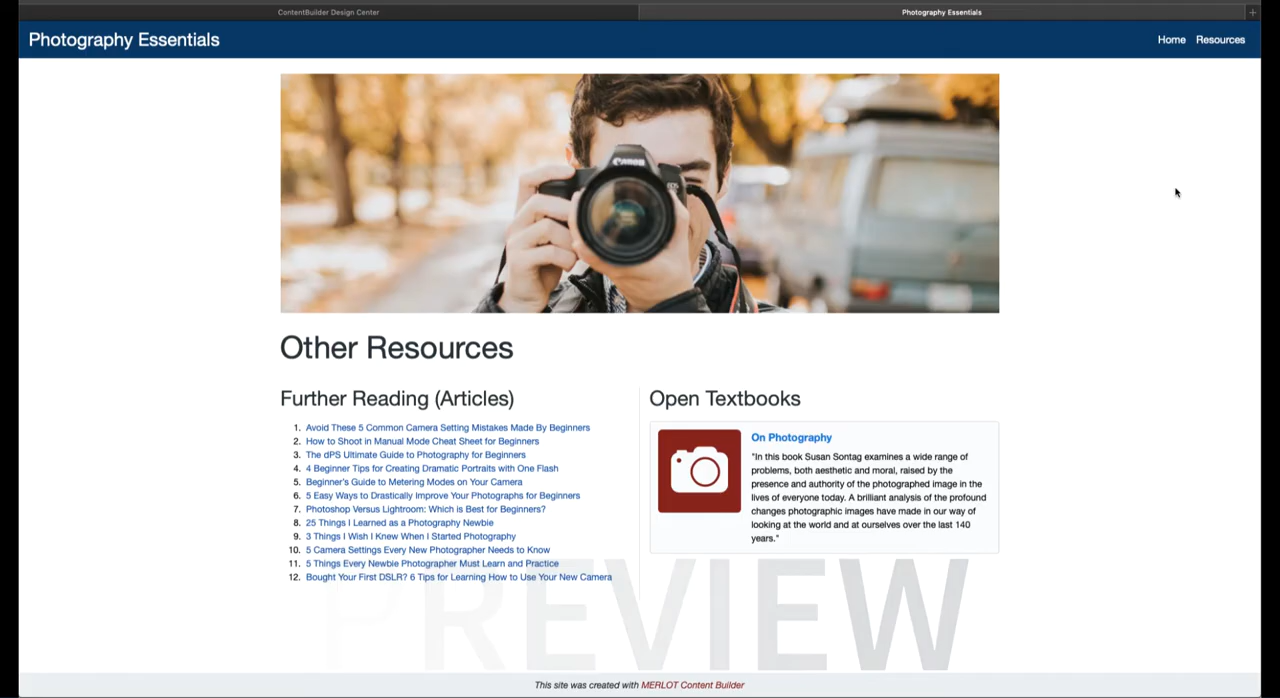 ContentBuilder Design Center
Photography Essentials
Photography Essentials
Home
Resources
Canon
EOS
Other Resources
Further Reading (Articles)
1. Avoid These 5 Common Camera Setting Mistakes Made By Beginners
2. How to Shoot in Manual Mode Cheat Sheet for Beginners
3. The dPS Ultimate Guide to Photography for Beginners
4. 4 Beginner Tips for Creating Dramatic Portraits with One Flash
5. Beginner's Guide to Metering Modes on Your Camera
6. 5 Easy Ways to Drastically Improve Your Photographs for Beginners
7. Photoshop Versus Lightroom: Which is Best for Beginners?
8. 25 Things I Learned as a Photography Newbie
9. 3 Things I Wish I Knew When I Started Photography
10. 5 Camera Settings Every New Photographer Needs to Know
11. 5 Things Every Newbie Photographer Must Learn and Practice
12. Bought Your First DSLR? 6 Tips for Learning How to Use Your New Camera
Open Textbooks
On Photography
"In this book Susan Sontag examines a wide range of
problems, both aesthetic and moral, raised by the
presence and authority of the photographed image in the
lives of everyone today. A brilliant analysis of the profound
changes photographic images have made in our way of
looking at the world and at ourselves over the last 140
years."
PREVIEW
This site was created with MERLOT Content Builder